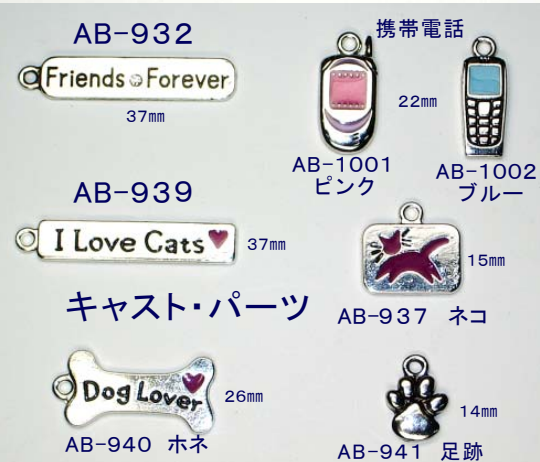 AB-932
Friends Forever
37mm
携帯電話
22mm
AB-1001
ピンク
AB-1002
ブルー
AB-939
I Love Cats
37mm
15mm
AB-937 ネコ
キャスト・パーツ
Dog Lover
26mm
AB-940 ホネ
14mm
AB-941 足跡